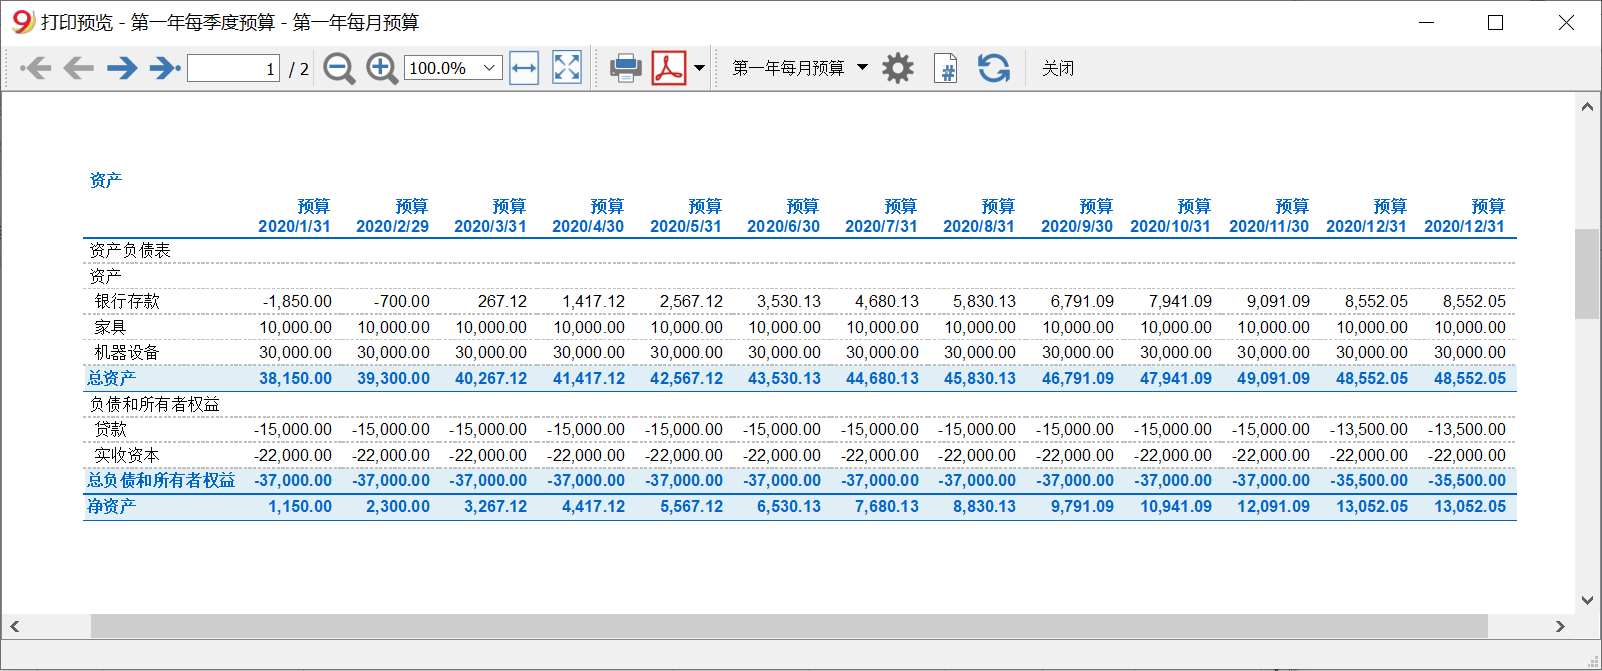 打印预览 - 第一年每季度预算 - 第一年每月预算
1 / 2 100.0% 第一年每月预算 # 关闭
资产
预算 预算 预算 预算 预算 预算 预算 预算 预算 预算 预算 预算 预算
2020/1/31 2020/2/29 2020/3/31 2020/4/30 2020/5/31 2020/6/30 2020/7/31 2020/8/31 2020/9/30 2020/10/31 2020/11/30 2020/12/31 2020/12/31
资产负债表
资产
银行存款 -1,850.00 -700.00 267.12 1,417.12 2,567.12 3,530.13 4,680.13 5,830.13 6,791.09 7,941.09 9,091.09 8,552.05 8,552.05
家具 10,000.00 10,000.00 10,000.00 10,000.00 10,000.00 10,000.00 10,000.00 10,000.00 10,000.00 10,000.00 10,000.00 10,000.00 10,000.00
机器设备 30,000.00 30,000.00 30,000.00 30,000.00 30,000.00 30,000.00 30,000.00 30,000.00 30,000.00 30,000.00 30,000.00 30,000.00 30,000.00
总资产 38,150.00 39,300.00 40,267.12 41,417.12 42,567.12 43,530.13 44,680.13 45,830.13 46,791.09 47,941.09 49,091.09 48,552.05 48,552.05
负债和所有者权益
贷款 -15,000.00 -15,000.00 -15,000.00 -15,000.00 -15,000.00 -15,000.00 -15,000.00 -15,000.00 -15,000.00 -15,000.00 -15,000.00 -13,500.00 -13,500.00
实收资本 -22,000.00 -22,000.00 -22,000.00 -22,000.00 -22,000.00 -22,000.00 -22,000.00 -22,000.00 -22,000.00 -22,000.00 -22,000.00 -22,000.00 -22,000.00
总负债和所有者权益 -37,000.00 -37,000.00 -37,000.00 -37,000.00 -37,000.00 -37,000.00 -37,000.00 -37,000.00 -37,000.00 -37,000.00 -37,000.00 -35,500.00 -35,500.00
净资产 1,150.00 2,300.00 3,267.12 4,417.12 5,567.12 6,530.13 7,680.13 8,830.13 9,791.09 10,941.09 12,091.09 13,052.05 13,052.05